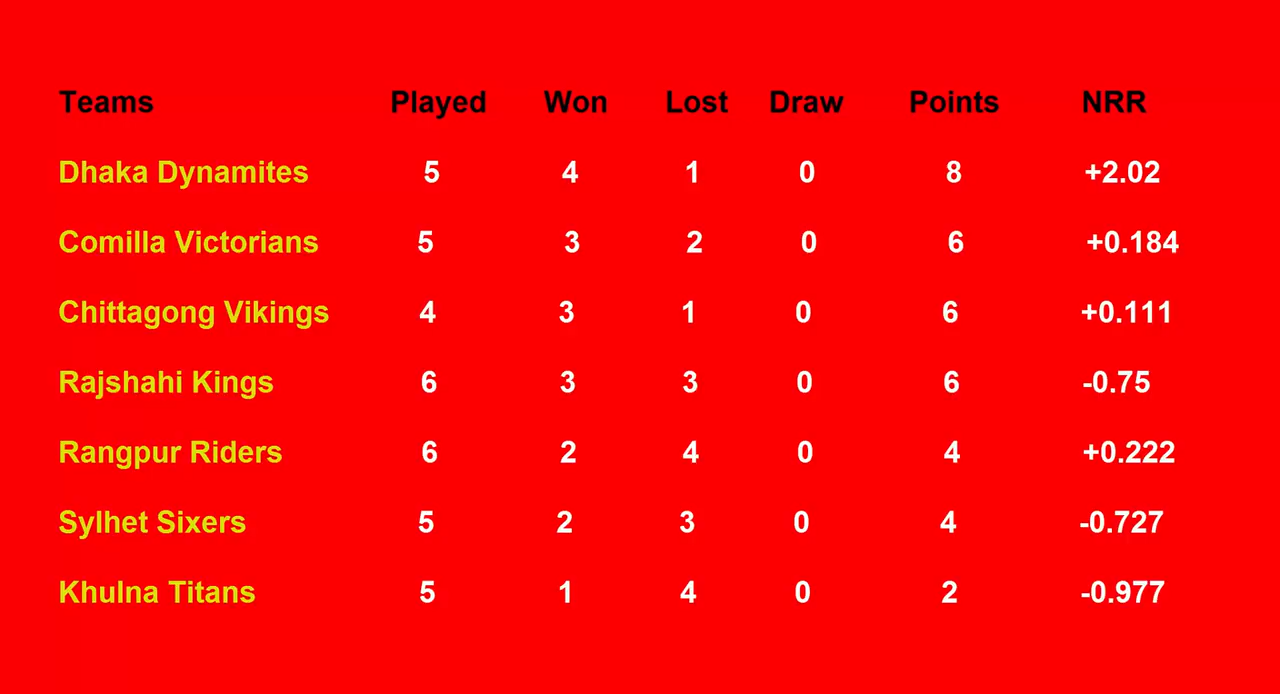 Teams Played Won Lost Draw Points NRR
Dhaka Dynamites 5 4 1 0 8 +2.02
Comilla Victorians 5 3 2 0 6 +0.184
Chittagong Vikings 4 3 1 0 6 +0.111
Rajshahi Kings 6 3 3 0 6 -0.75
Rangpur Riders 6 2 4 0 4 +0.222
Sylhet Sixers 5 2 3 0 4 -0.727
Khulna Titans 5 1 4 0 2 -0.977